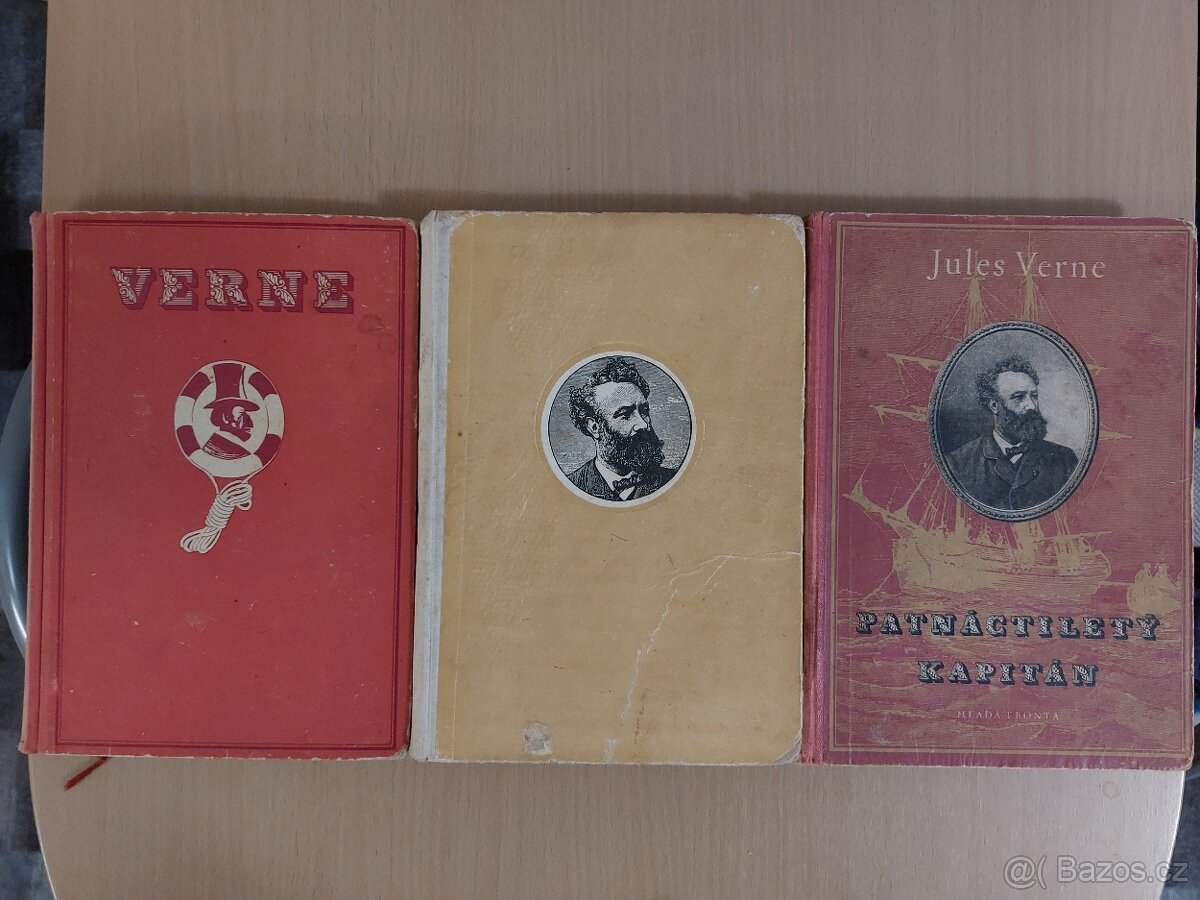 VERNE
Jules Verne
PATNÁCTILETÝ
KAPITÁN
MLADÁ FRONTA
@( Bazos.cz